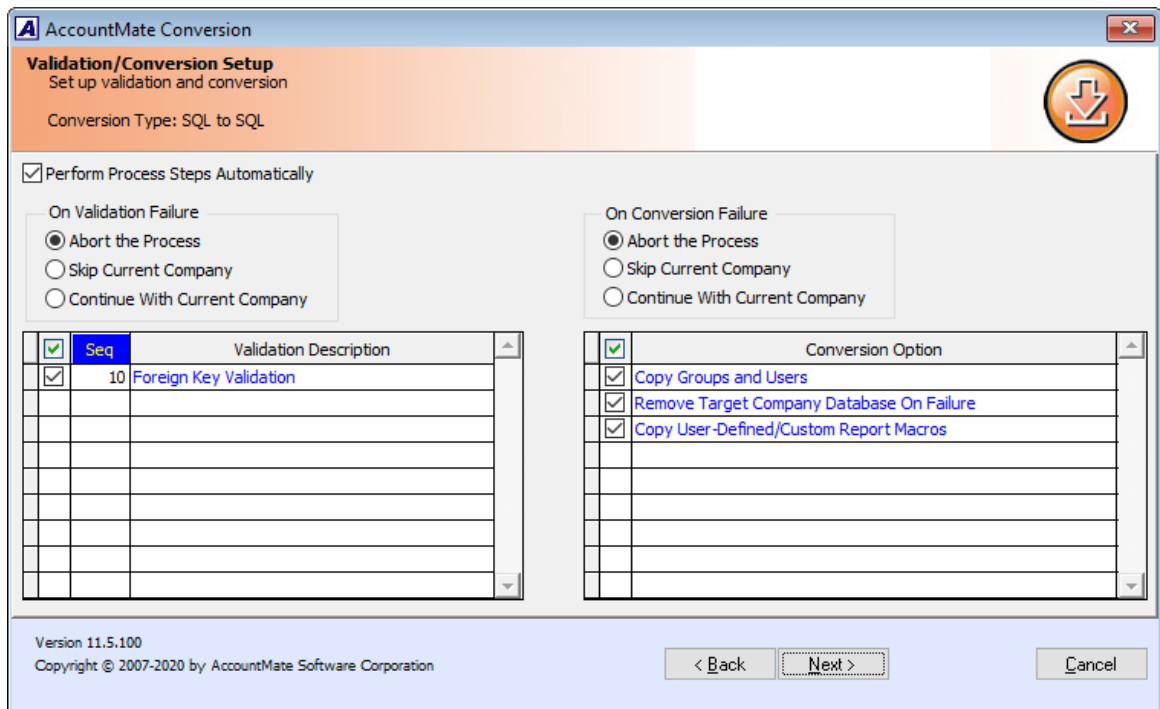 AccountMate Conversion
Validation/Conversion Setup
Set up validation and conversion
Conversion Type: SQL to SQL
Perform Process Steps Automatically
On Validation Failure
Abort the Process
Skip Current Company
Continue With Current Company
On Conversion Failure
Abort the Process
Skip Current Company
Continue With Current Company
Seq Validation Description
10 Foreign Key Validation
Conversion Option
Copy Groups and Users
Remove Target Company Database On Failure
Copy User-Defined/Custom Report Macros
Version 11.5.100
Copyright © 2007-2020 by AccountMate Software Corporation
< Back Next > Cancel